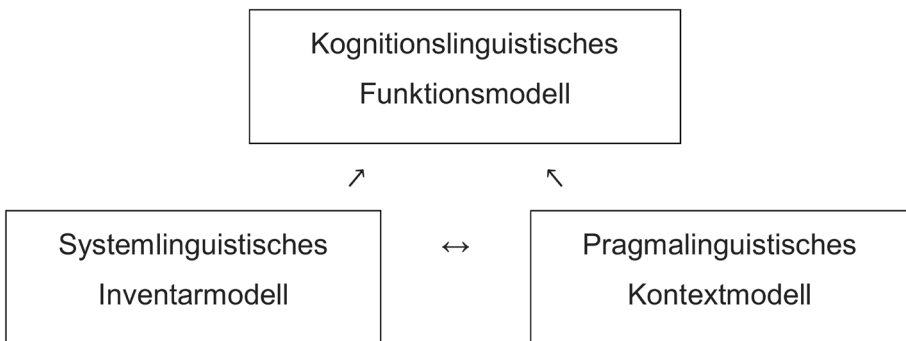 Kognitionslinguistisches
Funktionsmodell
↗ ↖
Systemlinguistisches
Inventarmodell
↔
Pragmalinguistisches
Kontextmodell